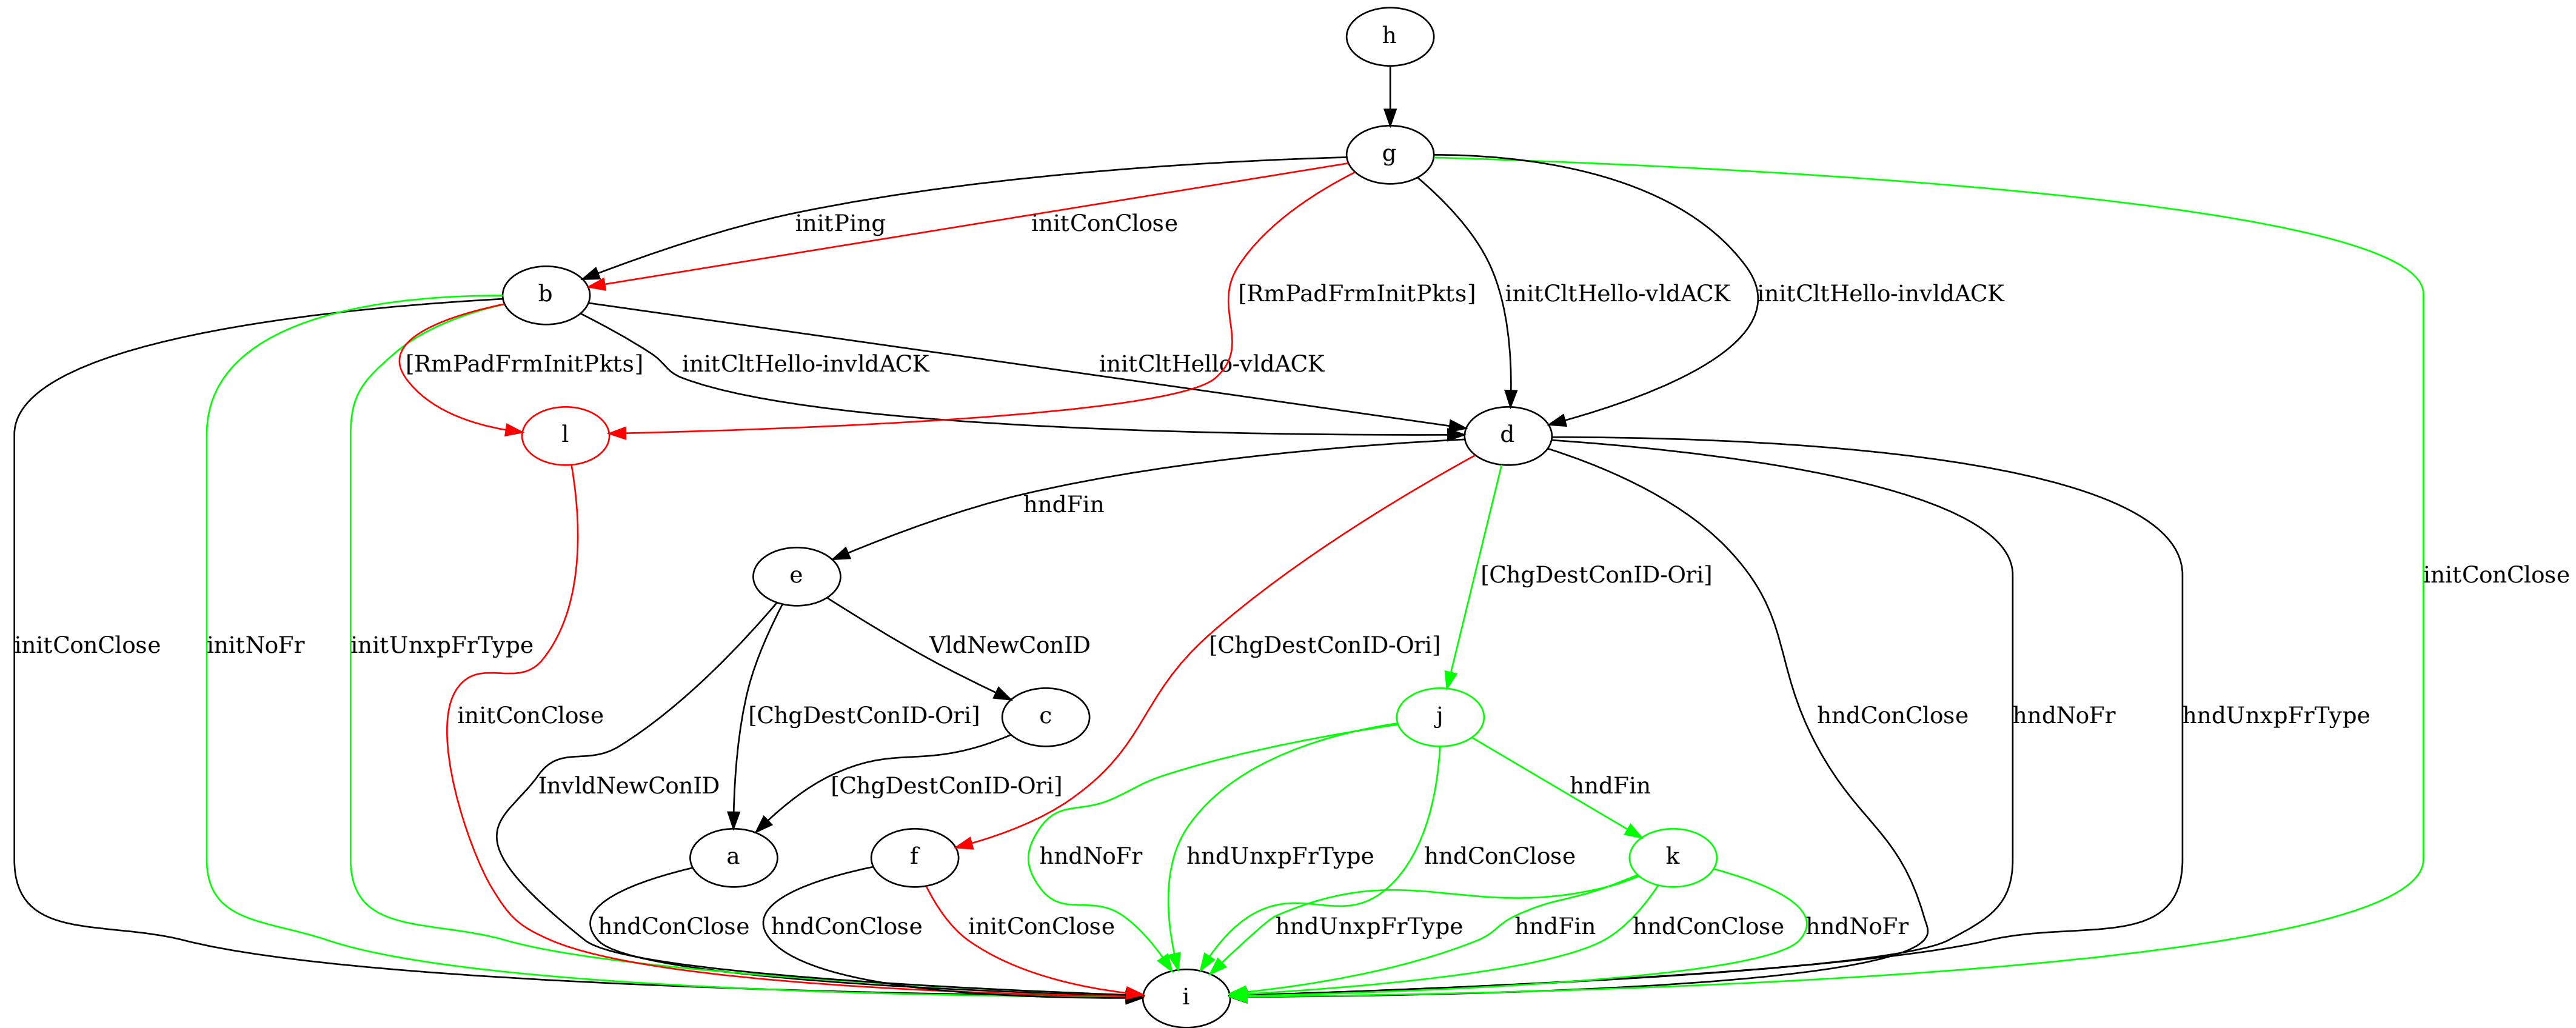 h
g
initPing
initConClose
b
[RmPadFrmInitPkts]
initCltHello-vldACK
initCltHello-invldACK
[RmPadFrmInitPkts]
initCltHello-invldACK
initCltHello-vldACK
l
d
hndFin
e
[ChgDestConID-Ori]
initConClose
initConClose
initNoFr
initUnxpFrType
VldNewConID
[ChgDestConID-Ori]
initConClose
[ChgDestConID-Ori]
c
j
hndConClose
hndNoFr
hndUnxpFrType
InvldNewConID
[ChgDestConID-Ori]
hndFin
a
f
hndNoFr
hndUnxpFrType
hndConClose
k
hndConClose
hndConClose
initConClose
hndUnxpFrType
hndFin
hndConClose
hndNoFr
i